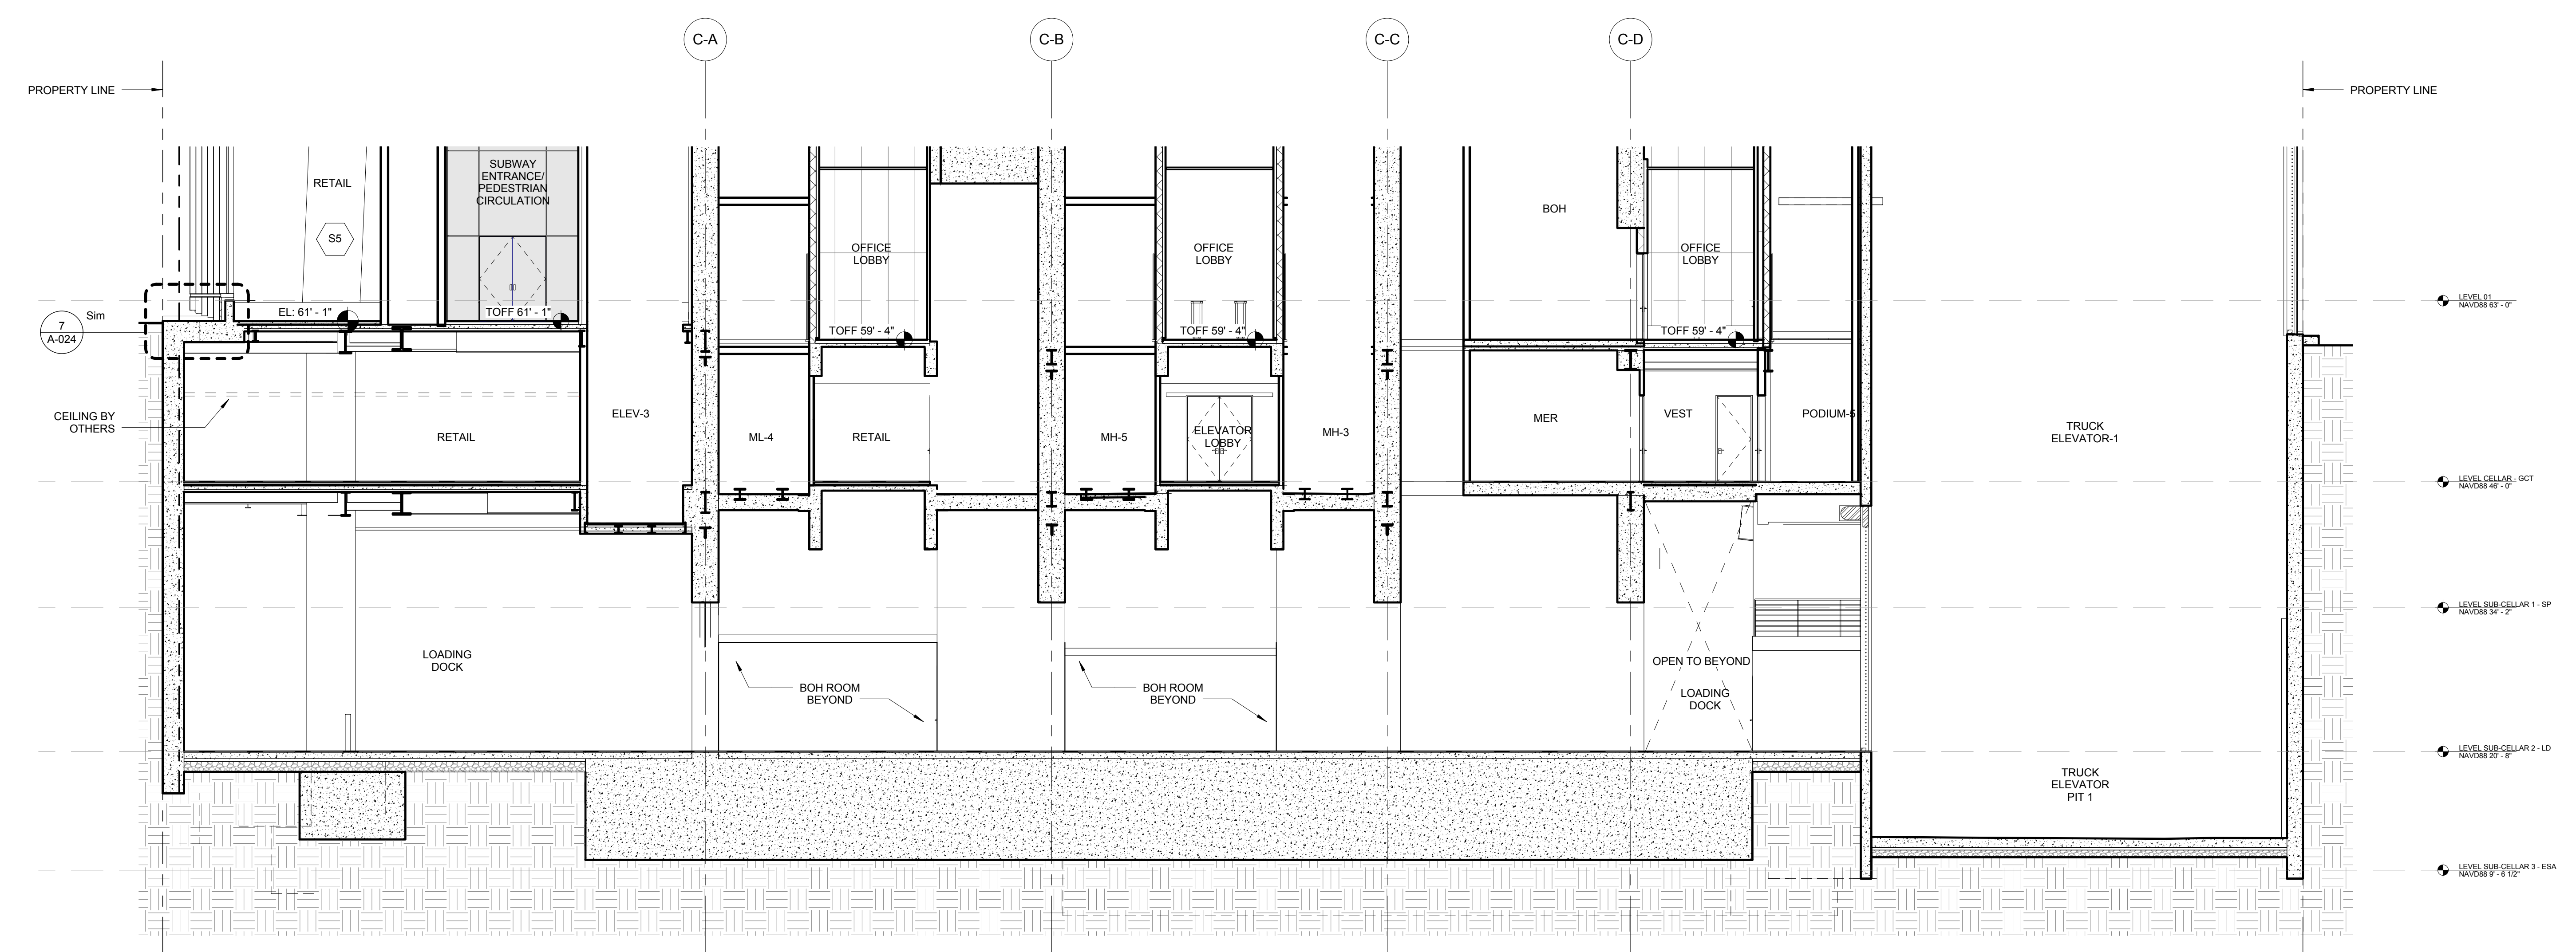 C-A
C-B
C-C
C-D
PROPERTY LINE
PROPERTY LINE
RETAIL
S5
SUBWAY
ENTRANCE/
PEDESTRIAN
CIRCULATION
BOH
OFFICE
LOBBY
OFFICE
LOBBY
OFFICE
LOBBY
LEVEL 01
NAVD88 63' - 0"
7
A-024
Sim
EL: 61' - 1"
TOFF 61' - 1"
TOFF 59' - 4"
TOFF 59' - 4"
TOFF 59' - 4"
CEILING BY
OTHERS
RETAIL
ELEV-3
ML-4
RETAIL
MH-5
ELEVATOR
LOBBY
MH-3
MER
VEST
PODIUM-5
TRUCK
ELEVATOR-1
LEVEL CELLAR - GCT
NAVD88 46' - 0"
LEVEL SUB-CELLAR 1 - SP
NAVD88 34' - 2"
LOADING
DOCK
BOH ROOM
BEYOND
BOH ROOM
BEYOND
OPEN TO BEYOND
LOADING
DOCK
LEVEL SUB-CELLAR 2 - LD
NAVD88 20' - 8"
TRUCK
ELEVATOR
PIT 1
LEVEL SUB-CELLAR 3 - ESA
NAVD88 9' - 6 1/2"